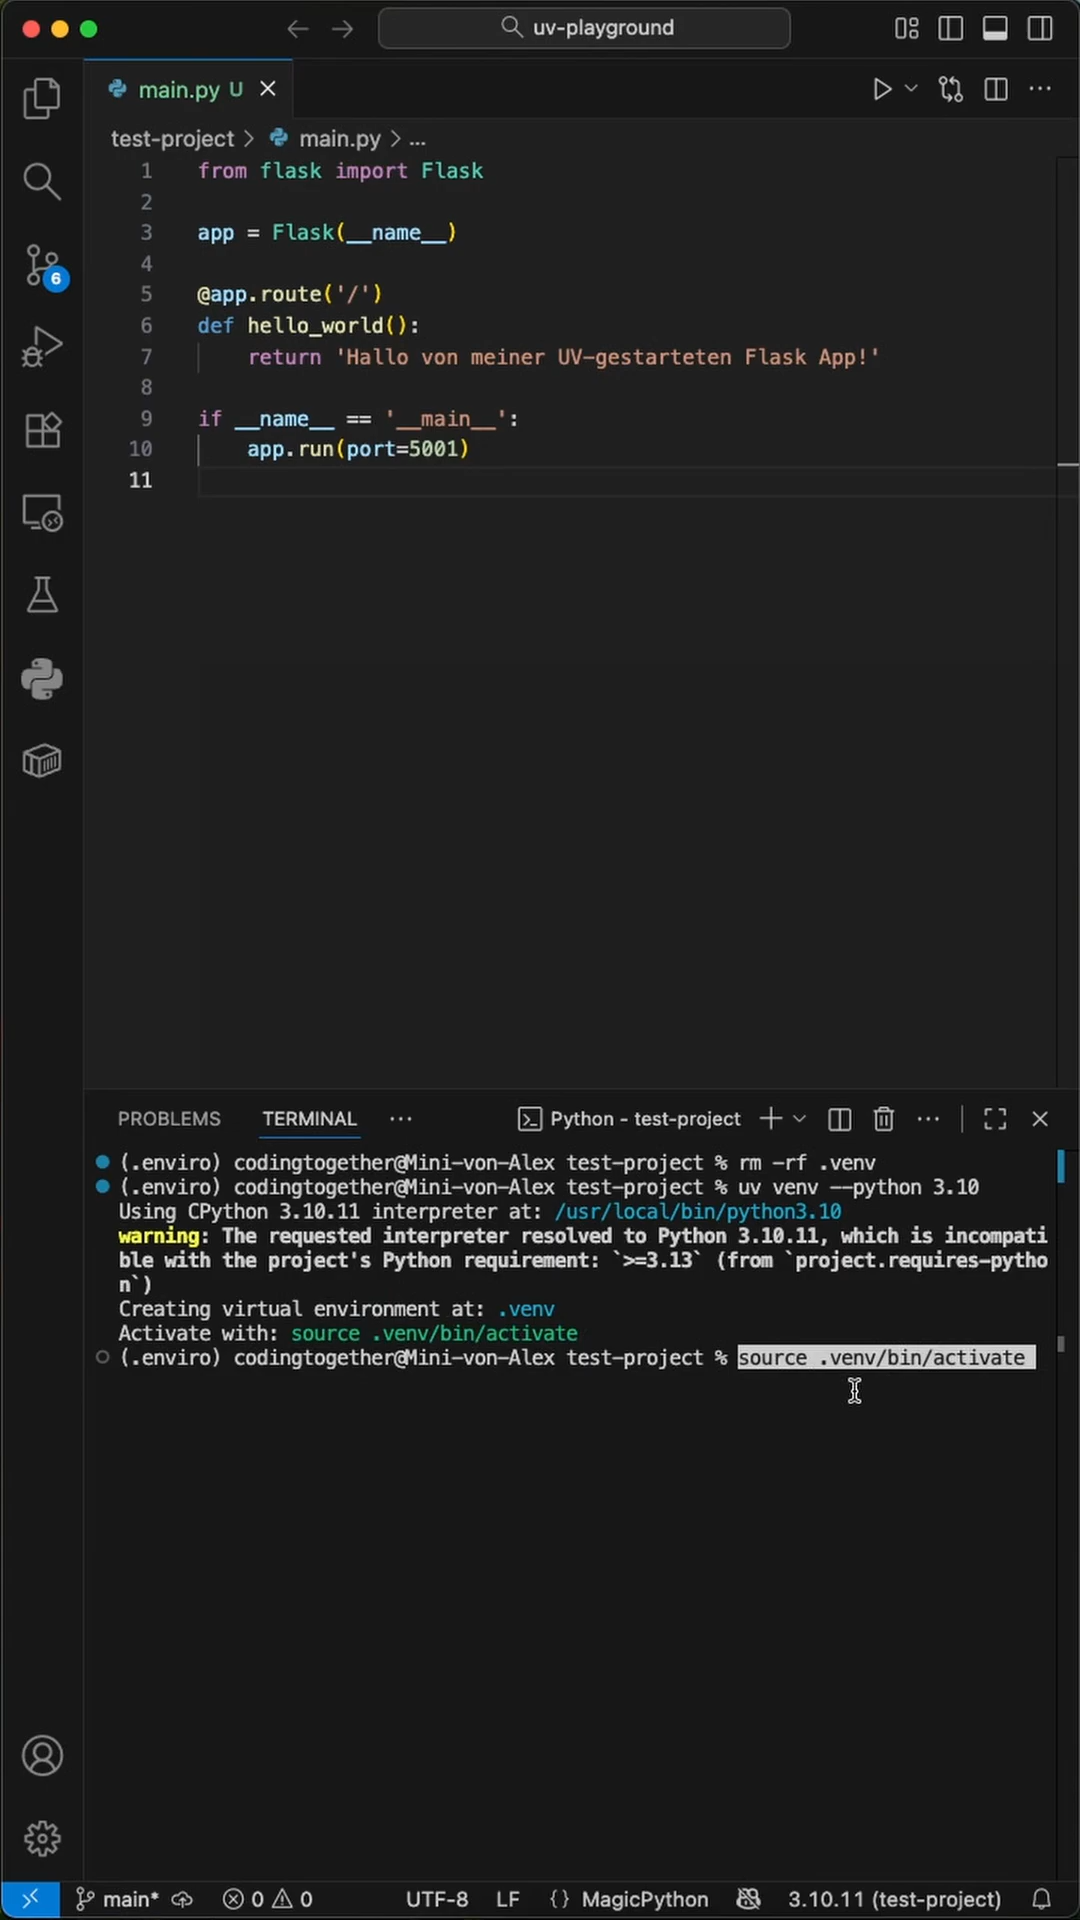 uv-playground
main.py U
test-project > main.py > ...
1 from flask import Flask
2
3 app = Flask(__name__)
4
5 @app.route('/')
6 def hello_world():
7 return 'Hallo von meiner UV-gestarteten Flask App!'
8
9 if __name__ == '__main__':
10 app.run(port=5001)
11
6
PROBLEMS TERMINAL ... Python - test-project
(.enviro) codingtogether@Mini-von-Alex test-project % rm -rf .venv
(.enviro) codingtogether@Mini-von-Alex test-project % uv venv --python 3.10
Using CPython 3.10.11 interpreter at: /usr/local/bin/python3.10
warning: The requested interpreter resolved to Python 3.10.11, which is incompati
ble with the project's Python requirement: `>=3.13` (from `project.requires-pytho
n`)
Creating virtual environment at: .venv
Activate with: source .venv/bin/activate
(.enviro) codingtogether@Mini-von-Alex test-project % source .venv/bin/activate
main* 0 0 UTF-8 LF {} MagicPython 3.10.11 (test-project)